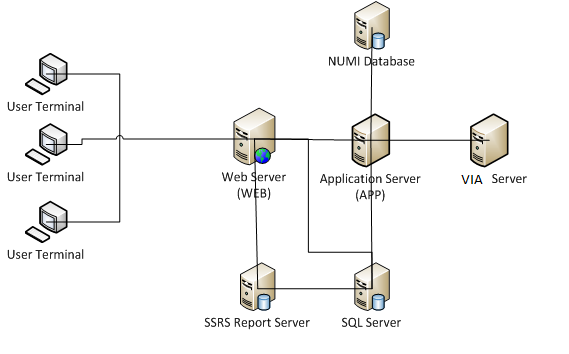 NUMI Database
User Terminal
User Terminal
Web Server
(WEB)
Application Server
(APP)
VIA Server
User Terminal
SSRS Report Server
SQL Server